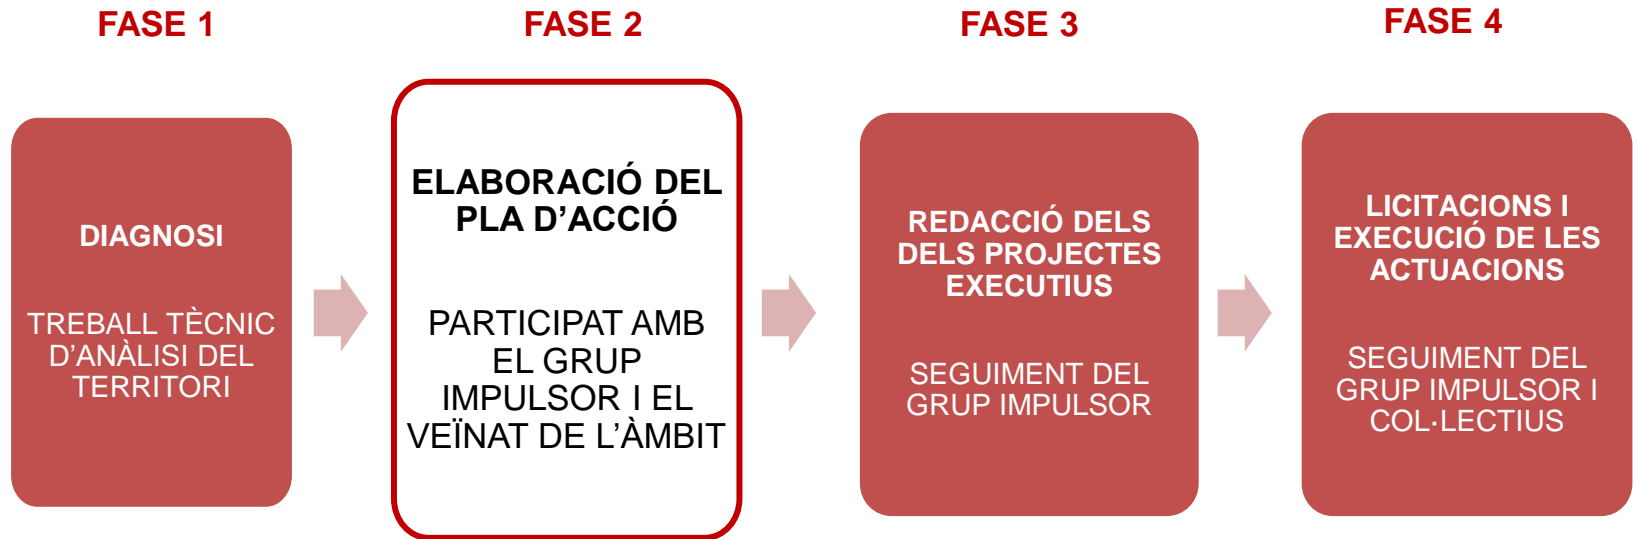 FASE 1
FASE 2
FASE 3
FASE 4
DIAGNOSI
TREBALL TÈCNIC
D’ANÀLISI DEL
TERRITORI
ELABORACIÓ DEL
PLA D’ACCIÓ
PARTICIPAT AMB
EL GRUP
IMPULSOR I EL
VEÏNAT DE L’ÀMBIT
REDACCIÓ DELS
DELS PROJECTES
EXECUTIUS
SEGUIMENT DEL
GRUP IMPULSOR
LICITACIONS I
EXECUCIÓ DE LES
ACTUACIONS
SEGUIMENT DEL
GRUP IMPULSOR I
COL·LECTIUS